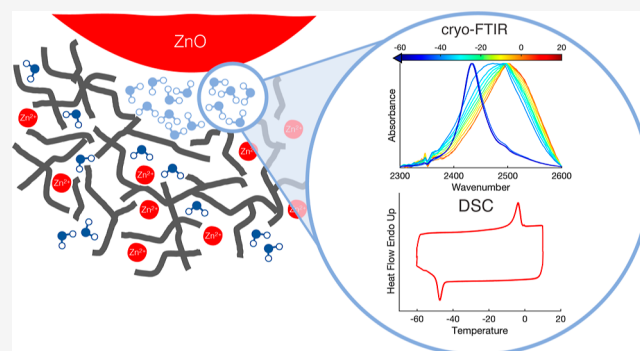 ZnO
Zn²⁺
Zn²⁺
Zn²⁺
Zn²⁺
Zn²⁺
Zn²⁺
Zn²⁺
Zn²⁺
Zn²⁺
cryo-FTIR
-60 -40 -20 0 20
Absorbance
2300 2400 2500 2600
Wavenumber
DSC
Heat Flow Endo Up
-60 -40 -20 0 20
Temperature